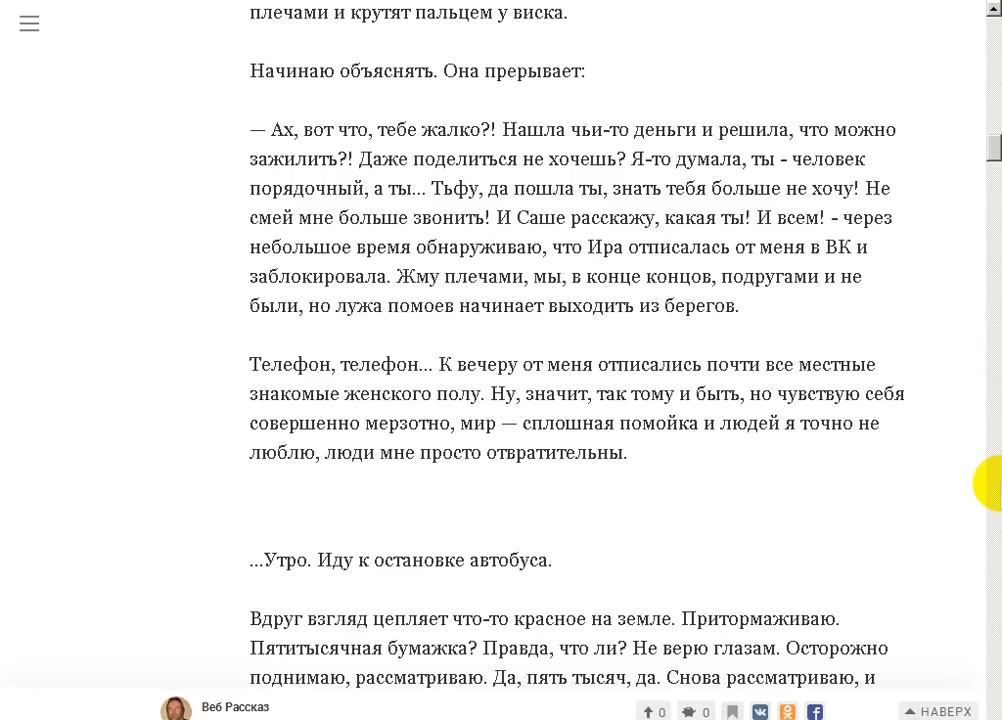 плечами и крутят пальцем у виска.
Начинаю объяснять. Она прерывает:
— Ах, вот что, тебе жалко?! Нашла чьи-то деньги и решила, что можно
зажилить?! Даже поделиться не хочешь? Я-то думала, ты - человек
порядочный, а ты... Тьфу, да пошла ты, знать тебя больше не хочу! Не
смей мне больше звонить! И Саше расскажу, какая ты! И всем! - через
небольшое время обнаруживаю, что Ира отписалась от меня в ВК и
заблокировала. Жму плечами, мы, в конце концов, подругами и не
были, но лужа помоев начинает выходить из берегов.
Телефон, телефон... К вечеру от меня отписались почти все местные
знакомые женского полу. Ну, значит, так тому и быть, но чувствую себя
совершенно мерзотно, мир — сплошная помойка и людей я точно не
люблю, люди мне просто отвратительны.
...Утро. Иду к остановке автобуса.
Вдруг взгляд цепляет что-то красное на земле. Притормаживаю.
Пятитысячная бумажка? Правда, что ли? Не верю глазам. Осторожно
поднимаю, рассматриваю. Да, пять тысяч, да. Снова рассматриваю, и
Веб Рассказ
0 0 НАВЕРХ